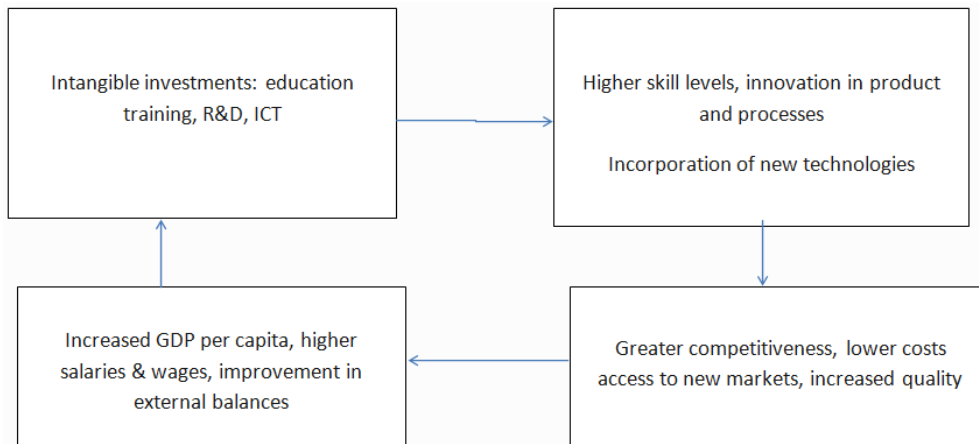 Intangible investments: education
training, R&D, ICT
Higher skill levels, innovation in product
and processes
Incorporation of new technologies
Increased GDP per capita, higher
salaries & wages, improvement in
external balances
Greater competitiveness, lower costs
access to new markets, increased quality